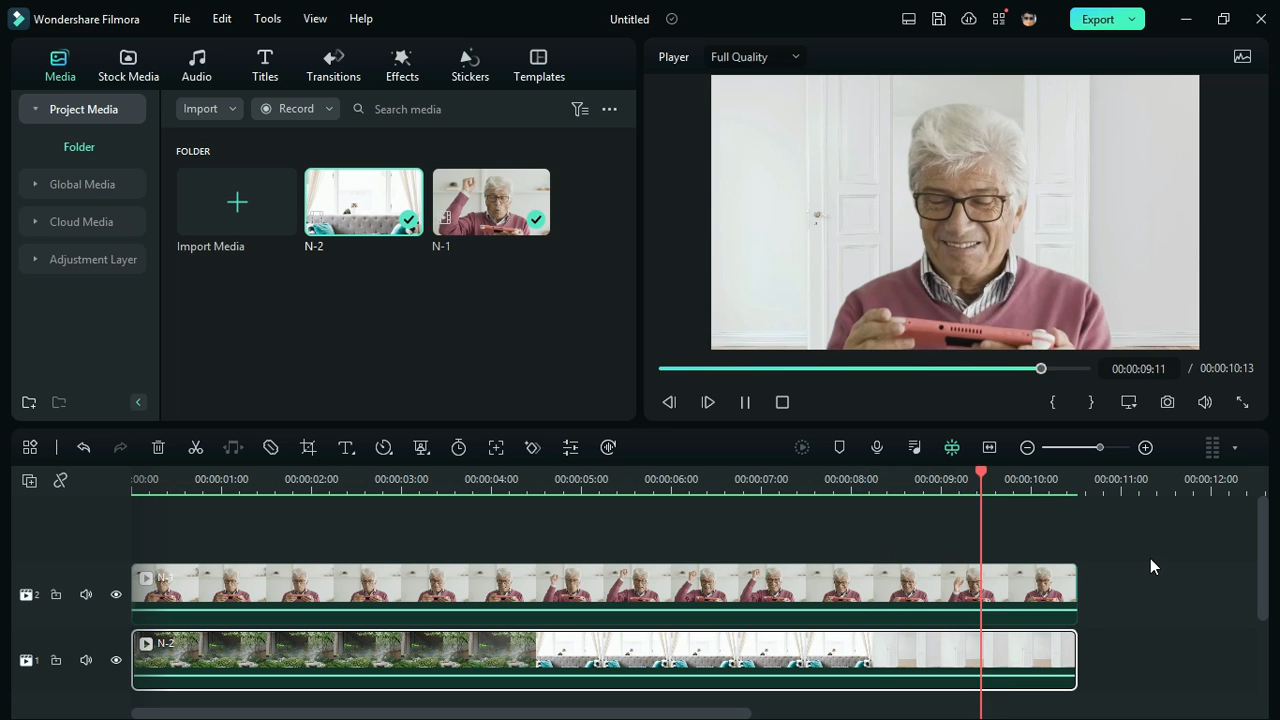 Wondershare Filmora File Edit Tools View Help Untitled Export
Media Stock Media Audio Titles Transitions Effects Stickers Templates
Player Full Quality
Project Media Import Record Search media
Folder
FOLDER
Global Media
Cloud Media
Adjustment Layer
Import Media N-2 N-1
00:00:09:11 / 00:00:10:13
:00:00 00:00:01:00 00:00:02:00 00:00:03:00 00:00:04:00 00:00:05:00 00:00:06:00 00:00:07:00 00:00:08:00 00:00:09:00 00:00:10:00 00:00:11:00 00:00:12:00
N-1
2
N-2
1